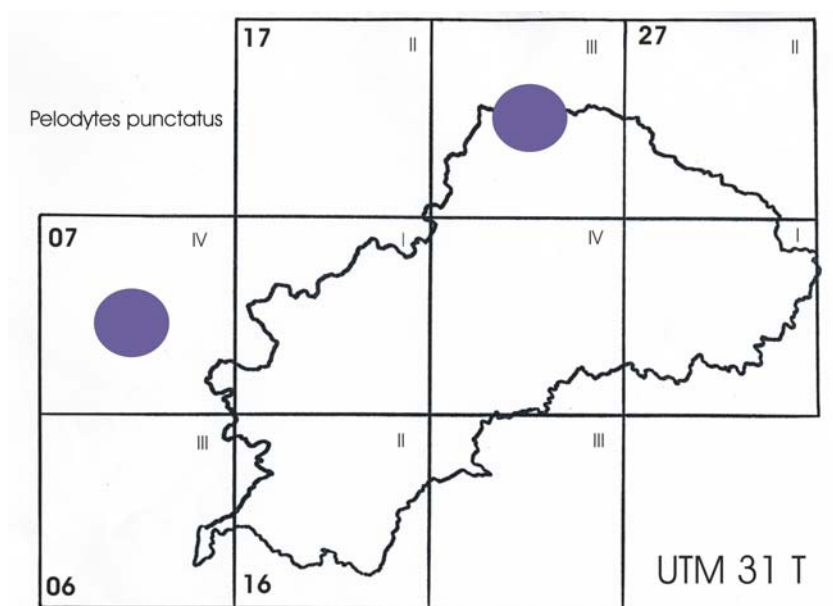 17 II III 27 II
Pelodytes punctatus
07 IV I IV I
III II III
06 16 UTM 31 T